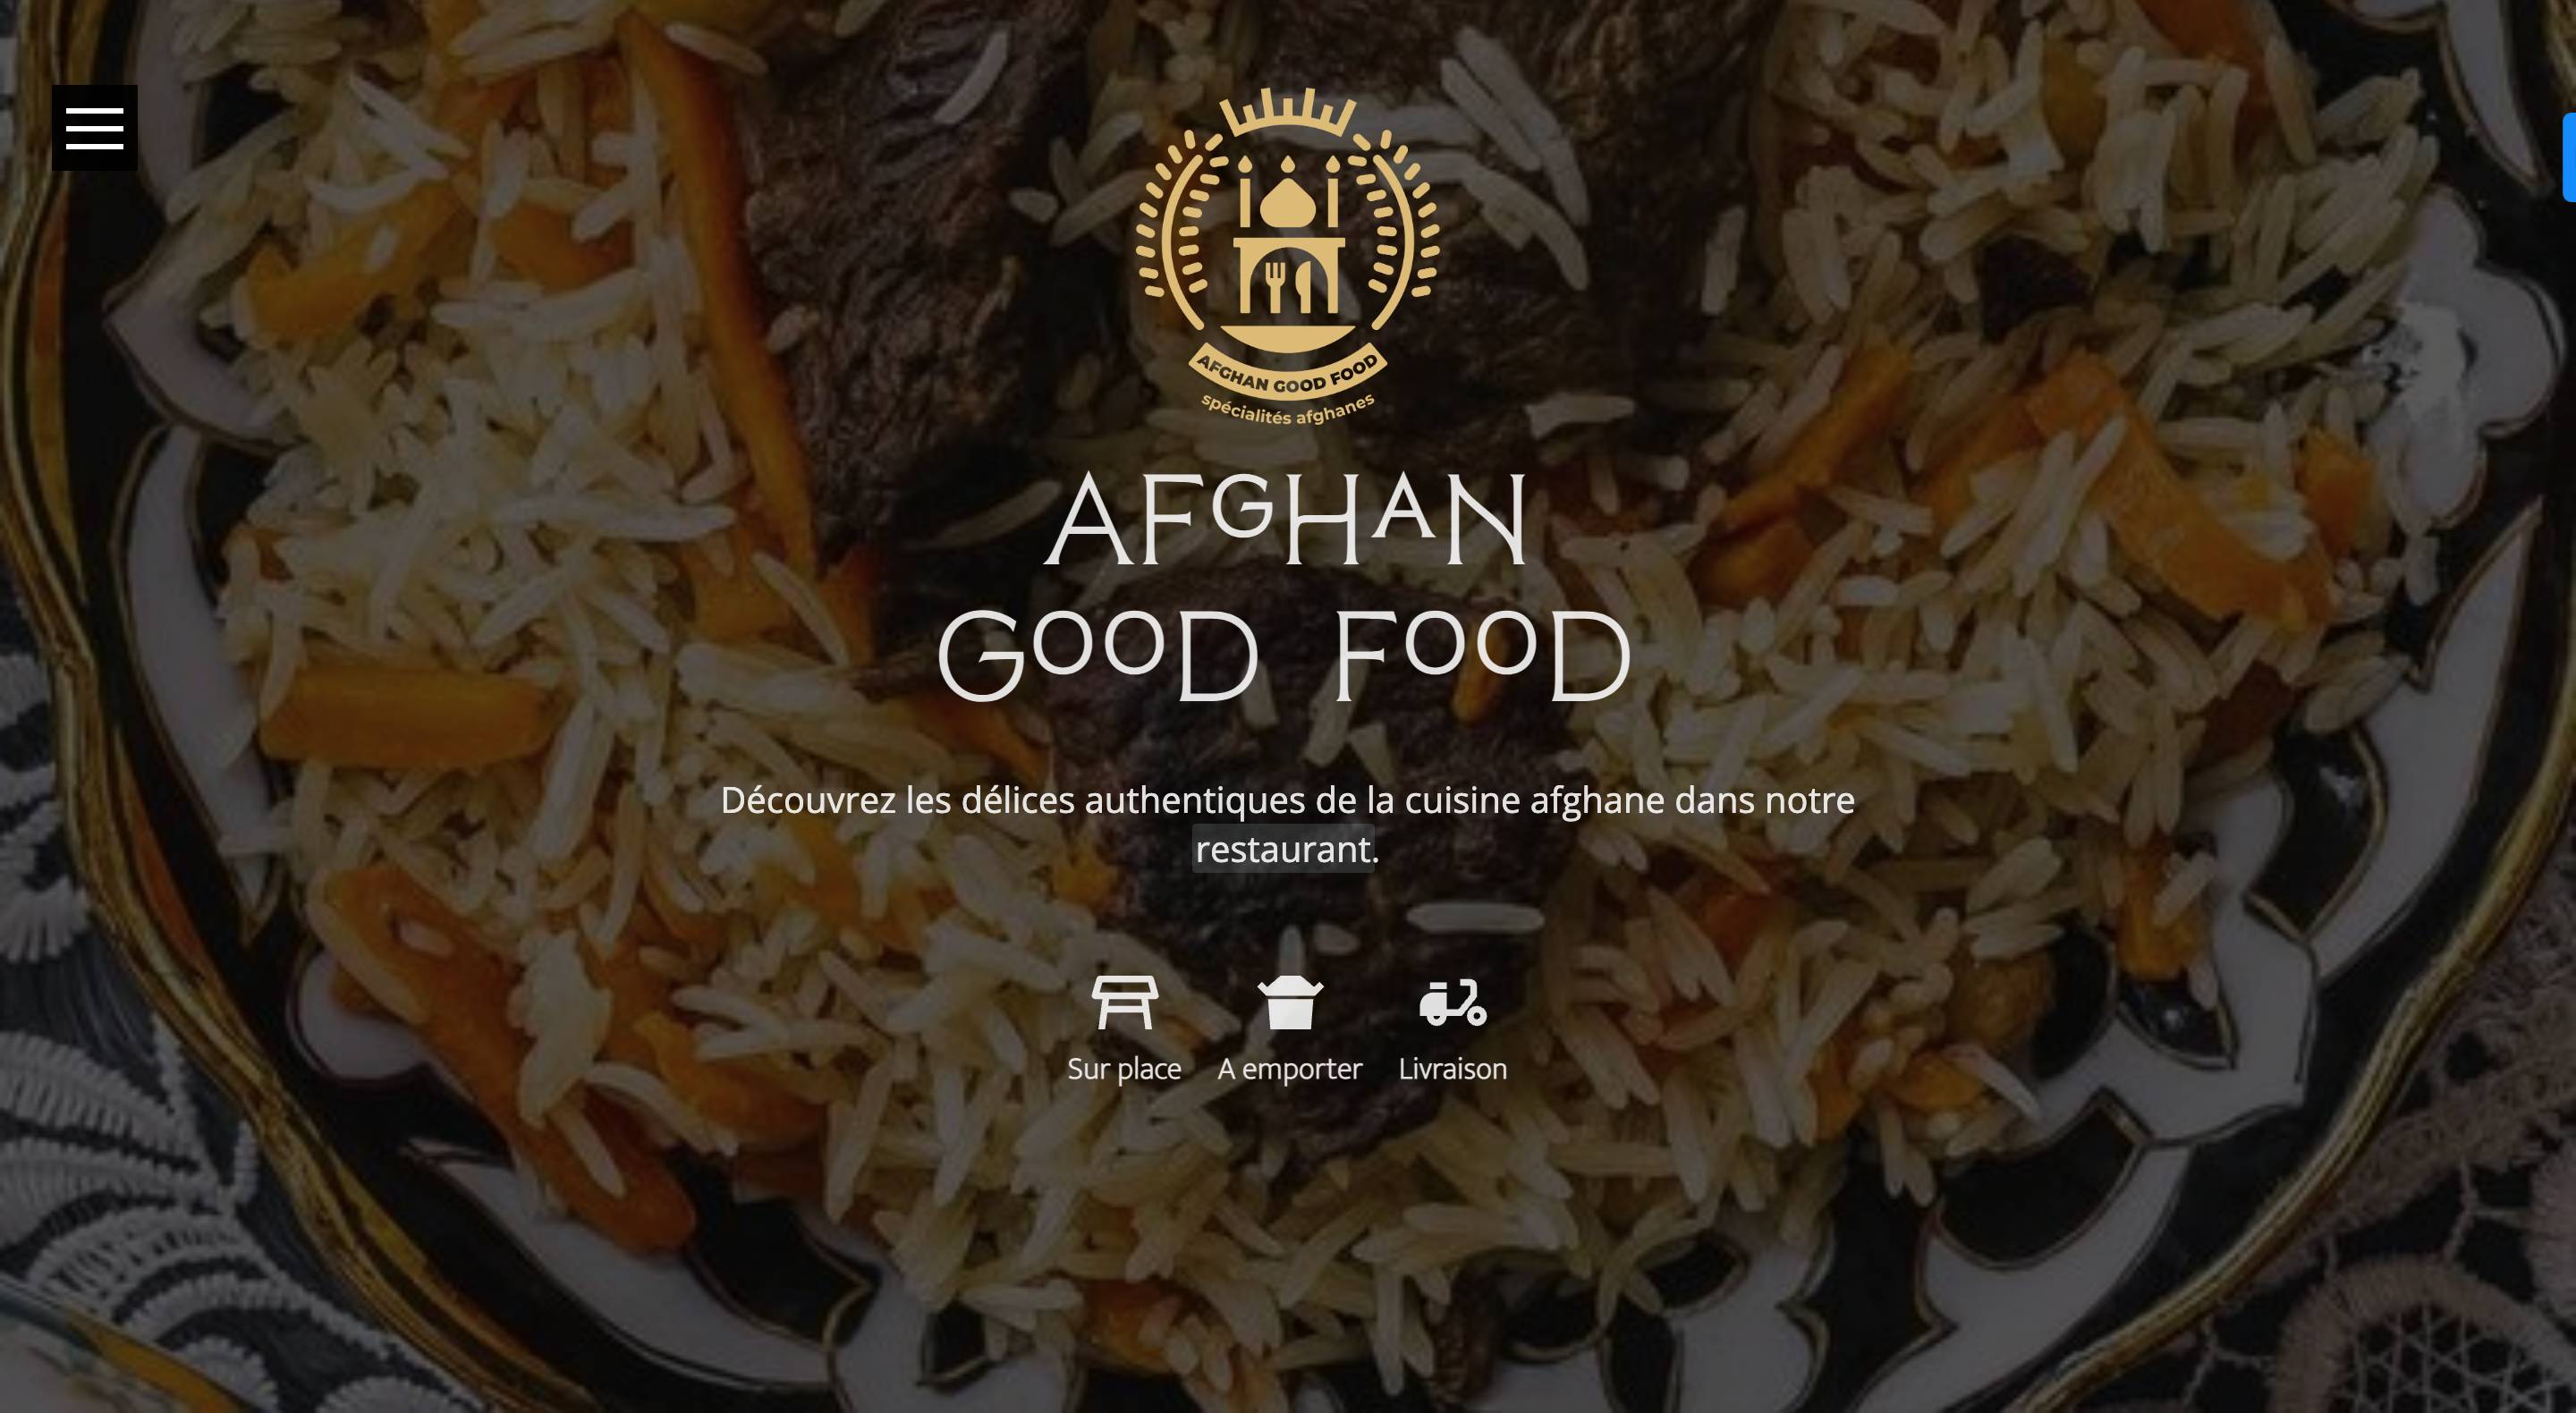 AFGHAN GOOD FOOD
spécialités afghanes
AFGHAN
GOOD FOOD
Découvrez les délices authentiques de la cuisine afghane dans notre
restaurant.
Sur place A emporter Livraison